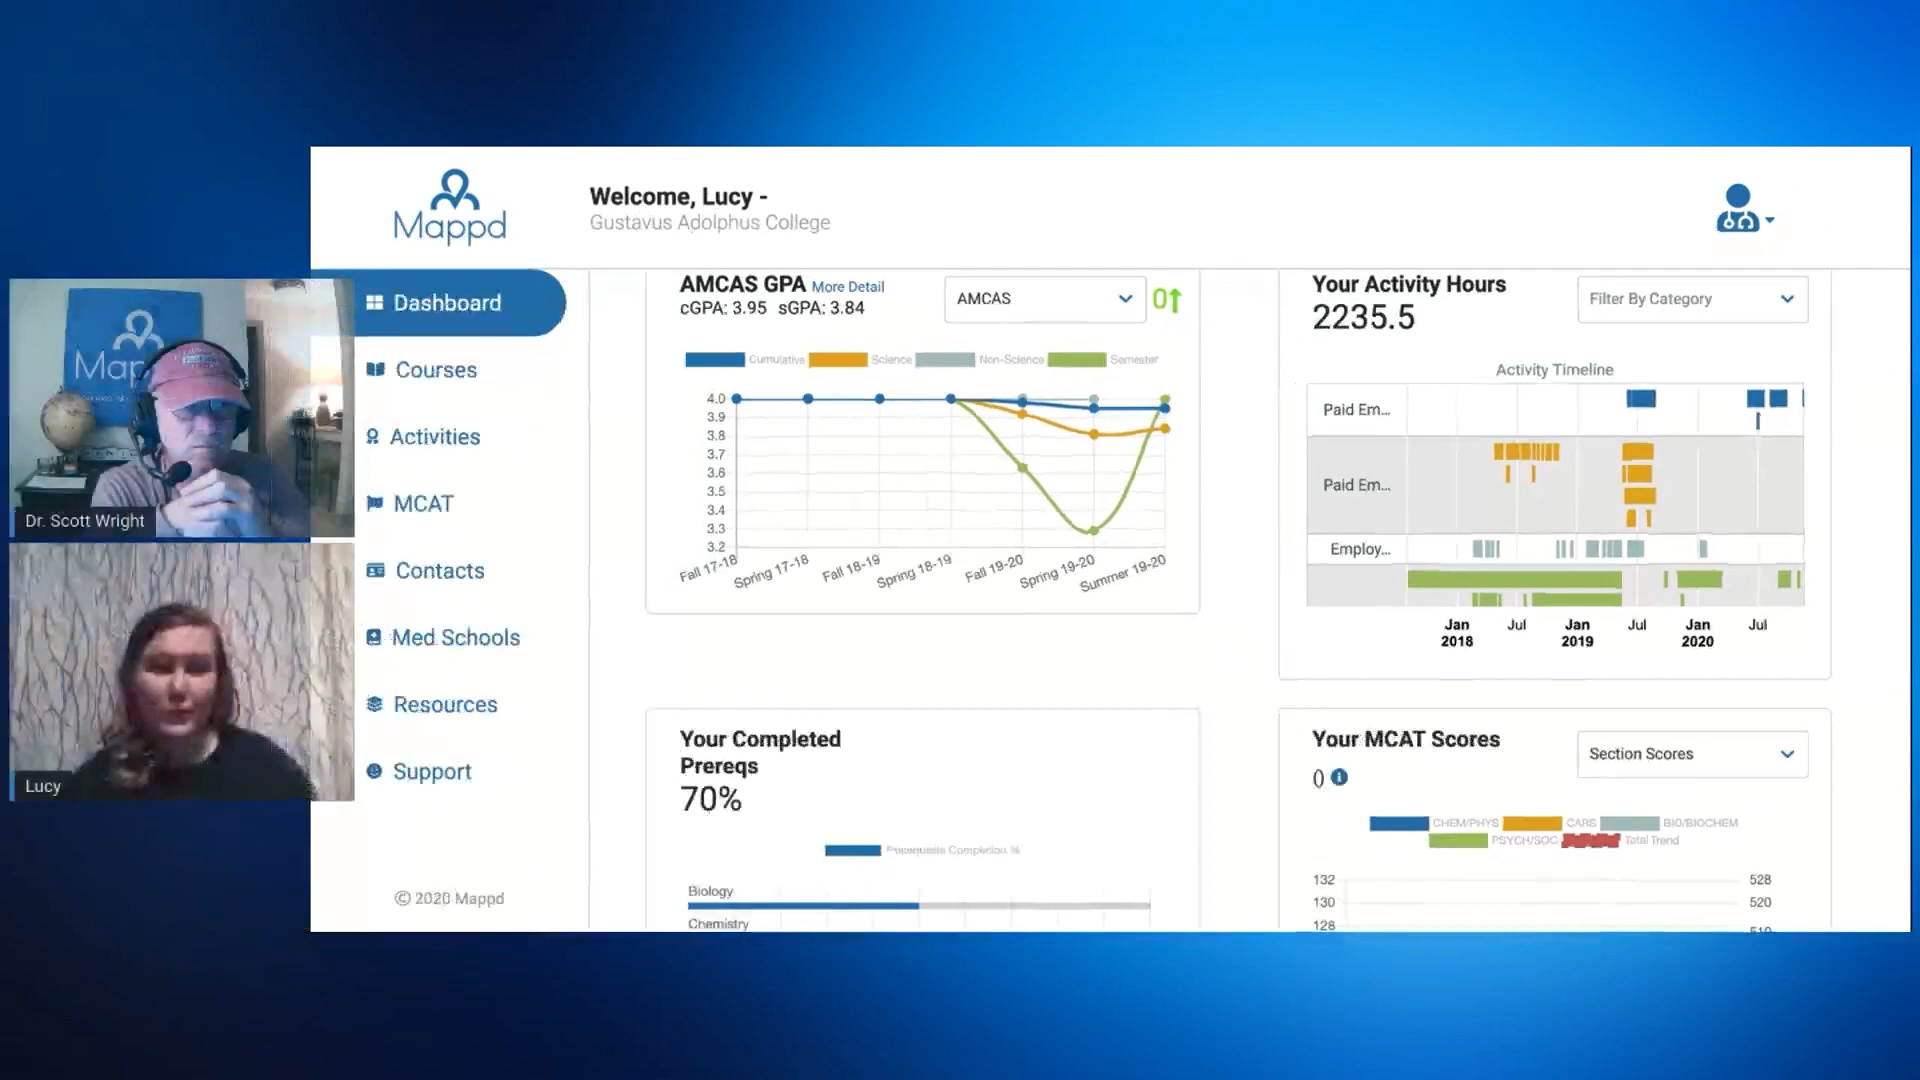 Mappd
Welcome, Lucy -
Gustavus Adolphus College
Dashboard
Courses
Activities
MCAT
Contacts
Med Schools
Resources
Support
© 2020 Mappd
Map
Dr. Scott Wright
Lucy
AMCAS GPA More Detail
cGPA: 3.95 sGPA: 3.84
AMCAS
0
Cumulative Science Non-Science Semester
4.0
3.9
3.8
3.7
3.6
3.5
3.4
3.3
3.2
Fall 17-18 Spring 17-18 Fall 18-19 Spring 18-19 Fall 19-20 Spring 19-20 Summer 19-20
Your Activity Hours
2235.5
Filter By Category
Activity Timeline
Paid Em...
Paid Em...
Employ...
Jan Jul Jan Jul Jan Jul
2018 2019 2020
Your Completed
Prereqs
70%
Prerequisite Completion %
Biology
Chemistry
Your MCAT Scores
0
Section Scores
CHEM/PHYS CARS BIO/BIOCHEM
PSYCH/SOC Total Trend
132 528
130 520
128